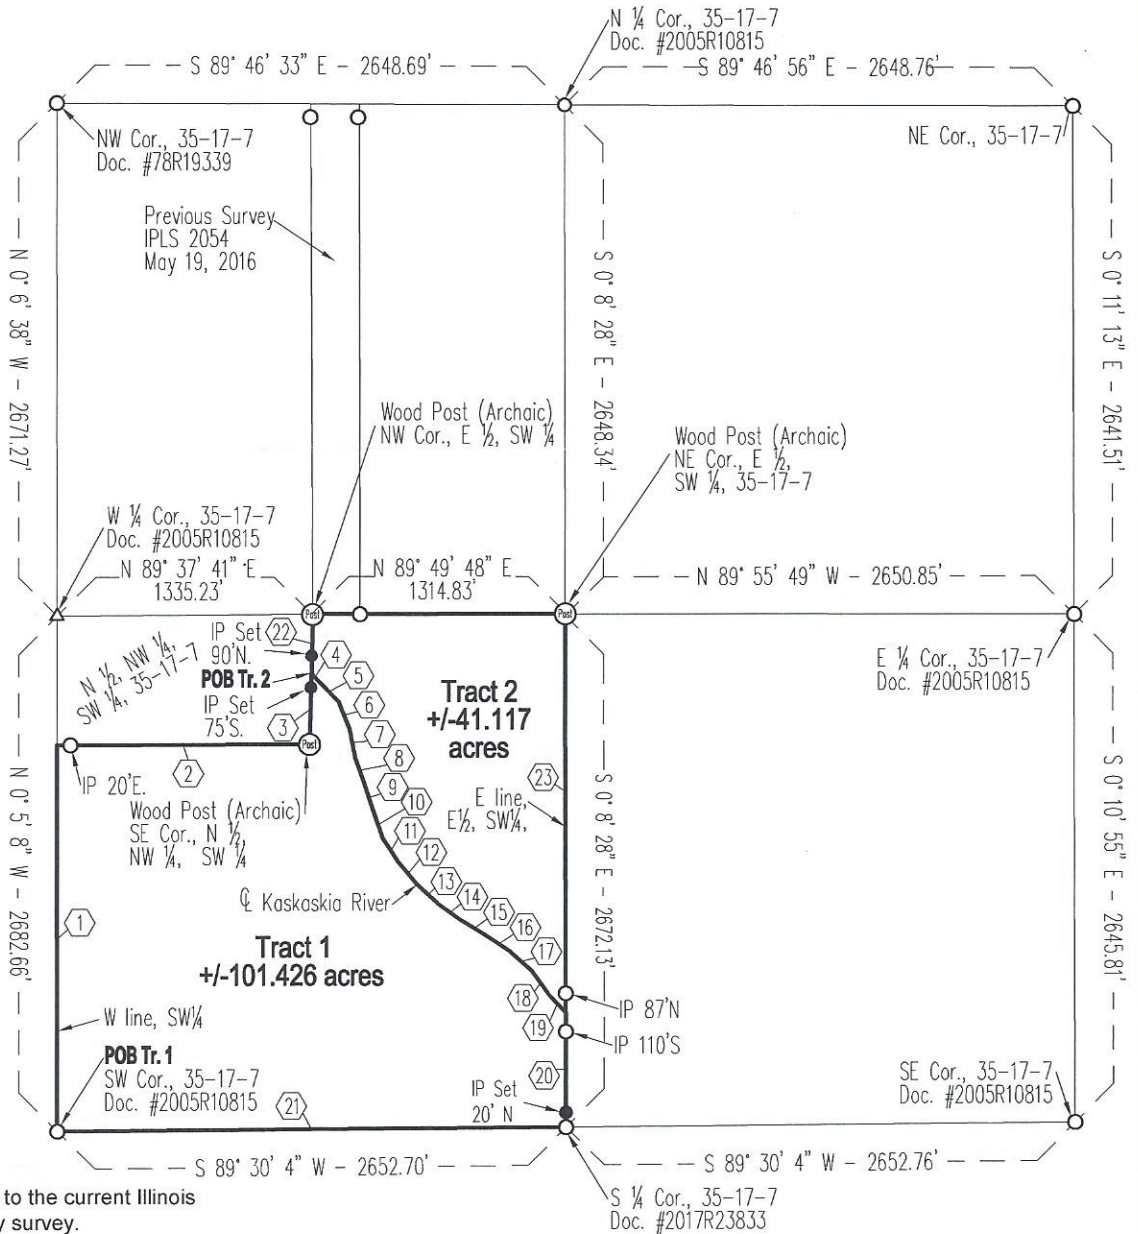 N ¼ Cor., 35-17-7
Doc. #2005R10815
S 89° 46' 33" E - 2648.69'
S 89° 46' 56" E - 2648.76'
NW Cor., 35-17-7
Doc. #78R19339
NE Cor., 35-17-7
Previous Survey
IPLS 2054
May 19, 2016
N 0° 6' 38" W - 2671.27'
S 0° 8' 28" E - 2648.34'
S 0° 11' 13" E - 2641.51'
Wood Post (Archaic)
NW Cor., E ½, SW ¼
Wood Post (Archaic)
NE Cor., E ½,
SW ¼, 35-17-7
W ¼ Cor., 35-17-7
Doc. #2005R10815
N 89° 37' 41" E
1335.23'
N 89° 49' 48" E
1314.83'
N 89° 55' 49" W - 2650.85'
Post
Post
E ¼ Cor., 35-17-7
Doc. #2005R10815
N ½, NW ¼,
SW ¼, 35-17-7
IP Set
90'N.
22
POB Tr. 2
IP Set
75'S.
3
4
5
6
7
8
9
10
11
12
13
14
15
16
17
18
19
20
Tract 2
+/-41.117
acres
23
E line,
E½, SW¼,
Post
2
IP 20'E.
Wood Post (Archaic)
SE Cor., N ½,
NW ¼, SW ¼
℄ Kaskaskia River
1
N 0° 5' 8" W - 2682.66'
S 0° 8' 28" E - 2672.13'
S 0° 10' 55" E - 2645.81'
Tract 1
+/-101.426 acres
W line, SW¼
IP 87'N
IP 110'S
POB Tr. 1
SW Cor., 35-17-7
Doc. #2005R10815
21
IP Set
20' N
SE Cor., 35-17-7
Doc. #2005R10815
S 89° 30' 4" W - 2652.70'
S 89° 30' 4" W - 2652.76'
S ¼ Cor., 35-17-7
Doc. #2017R23833
to the current Illinois
y survey.